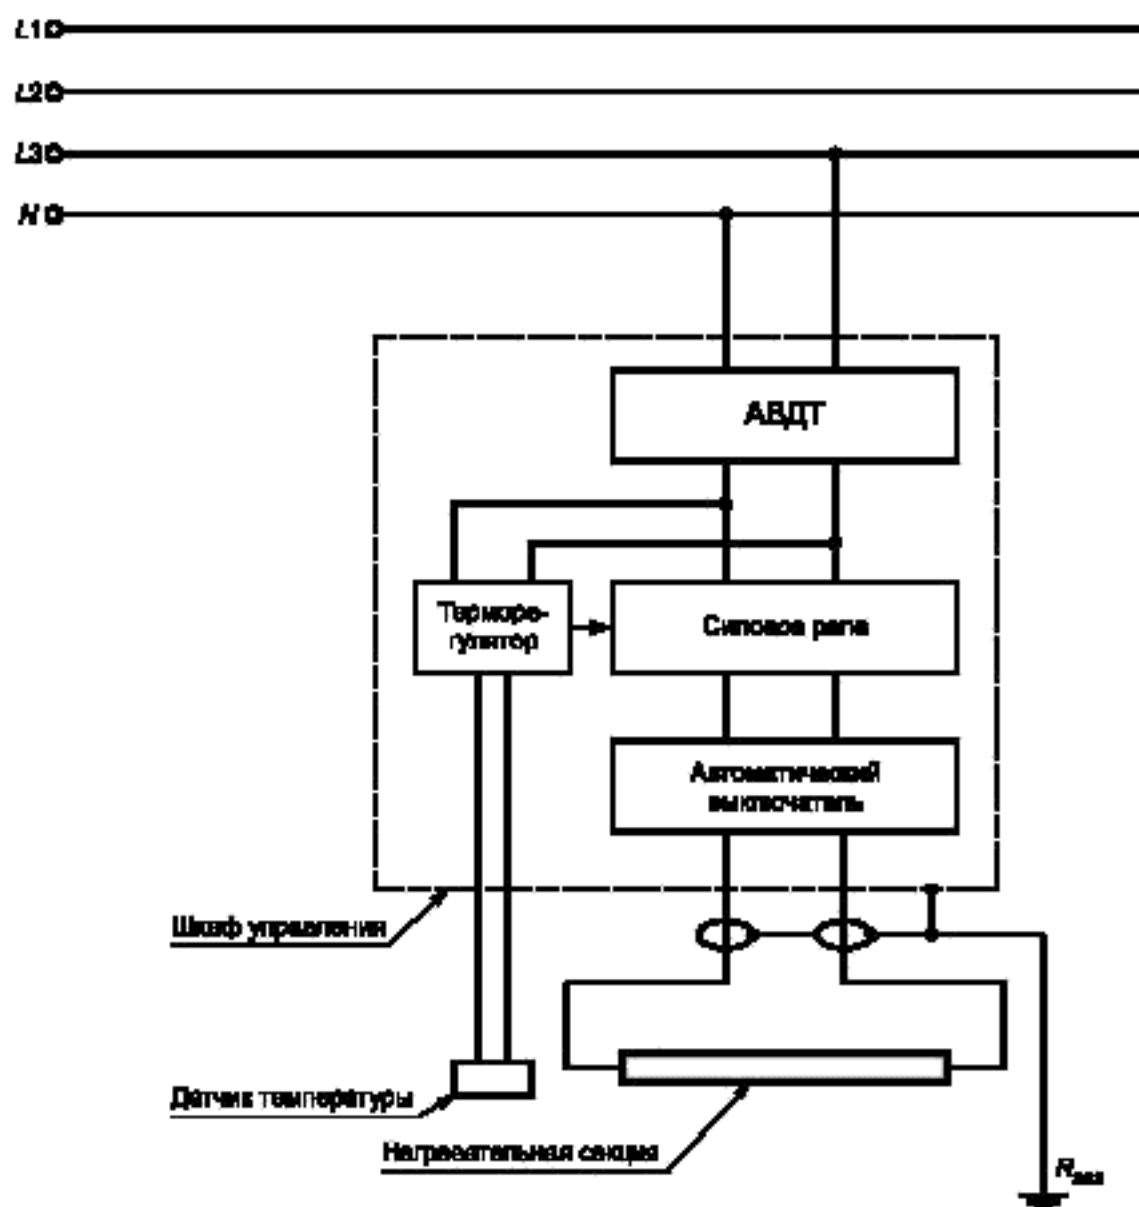 L1
L2
L3
N
АВДТ
Терморе-
гулятор
Силовое реле
Автоматический
выключатель
Шкаф управления
Датчик температуры
Нагревательная секция
R